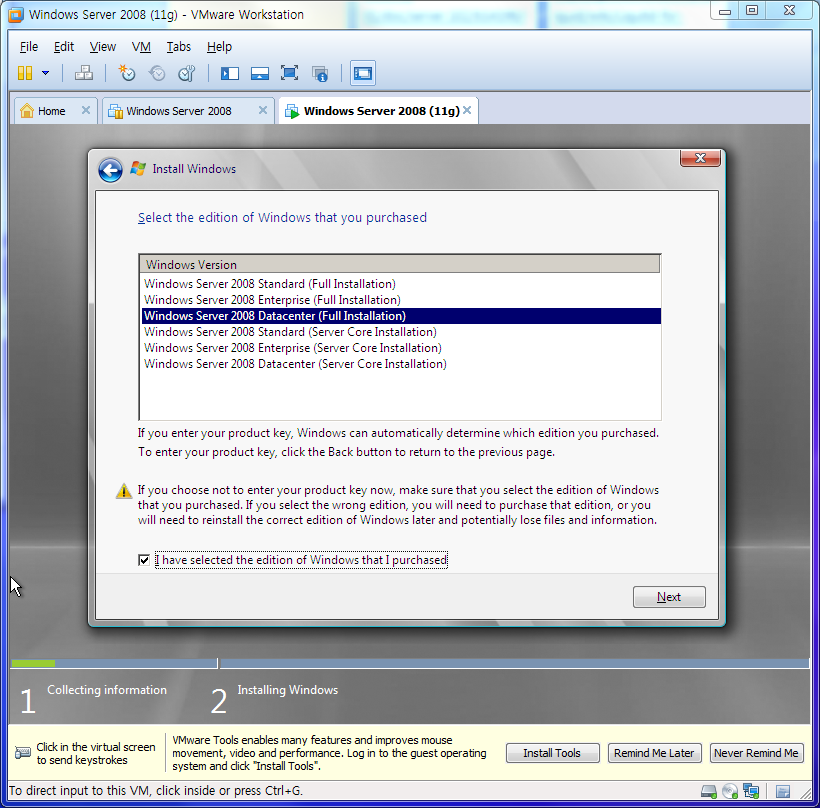 Windows Server 2008 (11g) - VMware Workstation
File Edit View VM Tabs Help
Home Windows Server 2008 Windows Server 2008 (11g)
Install Windows
Select the edition of Windows that you purchased
Windows Version
Windows Server 2008 Standard (Full Installation)
Windows Server 2008 Enterprise (Full Installation)
Windows Server 2008 Datacenter (Full Installation)
Windows Server 2008 Standard (Server Core Installation)
Windows Server 2008 Enterprise (Server Core Installation)
Windows Server 2008 Datacenter (Server Core Installation)
If you enter your product key, Windows can automatically determine which edition you purchased.
To enter your product key, click the Back button to return to the previous page.
If you choose not to enter your product key now, make sure that you select the edition of Windows
that you purchased. If you select the wrong edition, you will need to purchase that edition, or you
will need to reinstall the correct edition of Windows later and potentially lose files and information.
I have selected the edition of Windows that I purchased
Next
1 Collecting information 2 Installing Windows
Click in the virtual screen
to send keystrokes
VMware Tools enables many features and improves mouse
movement, video and performance. Log in to the guest operating
system and click "Install Tools".
Install Tools Remind Me Later Never Remind Me
To direct input to this VM, click inside or press Ctrl+G.